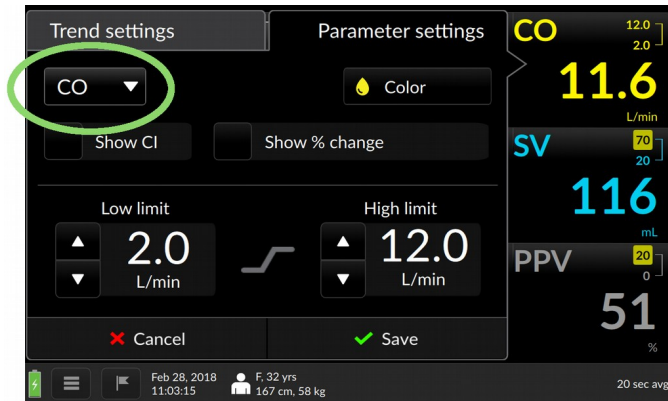 Trend settings
Parameter settings
CO
Color
Show CI
Show % change
Low limit
High limit
2.0
L/min
12.0
L/min
Cancel
Save
CO
12.0
2.0
11.6
L/min
SV
70
20
116
mL
PPV
20
0
51
%
Feb 28, 2018
11:03:15
F, 32 yrs
167 cm, 58 kg
20 sec avg